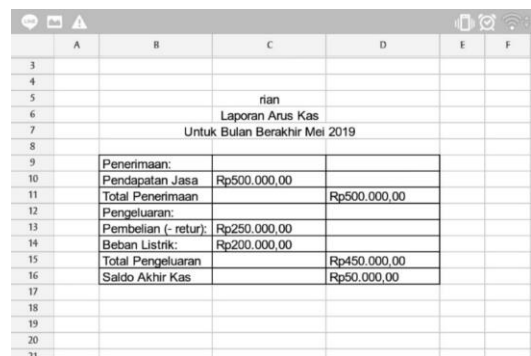 LINE
A B C D E F
3
4
5 rian
6 Laporan Arus Kas
7 Untuk Bulan Berakhir Mei 2019
8
9 Penerimaan:
10 Pendapatan Jasa Rp500.000,00
11 Total Penerimaan Rp500.000,00
12 Pengeluaran:
13 Pembelian (- retur): Rp250.000,00
14 Beban Listrik: Rp200.000,00
15 Total Pengeluaran Rp450.000,00
16 Saldo Akhir Kas Rp50.000,00
17
18
19
20
21